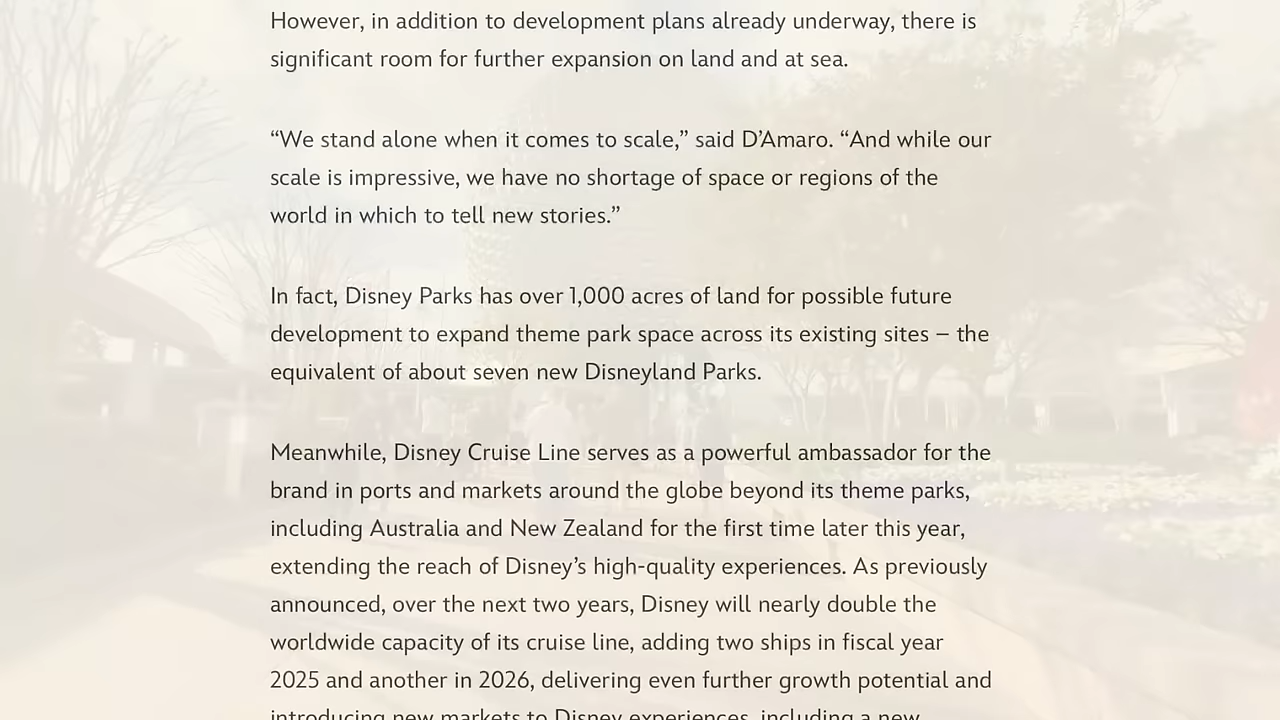 However, in addition to development plans already underway, there is
significant room for further expansion on land and at sea.
“We stand alone when it comes to scale,” said D’Amaro. “And while our
scale is impressive, we have no shortage of space or regions of the
world in which to tell new stories.”
In fact, Disney Parks has over 1,000 acres of land for possible future
development to expand theme park space across its existing sites – the
equivalent of about seven new Disneyland Parks.
Meanwhile, Disney Cruise Line serves as a powerful ambassador for the
brand in ports and markets around the globe beyond its theme parks,
including Australia and New Zealand for the first time later this year,
extending the reach of Disney’s high-quality experiences. As previously
announced, over the next two years, Disney will nearly double the
worldwide capacity of its cruise line, adding two ships in fiscal year
2025 and another in 2026, delivering even further growth potential and
introducing new markets to Disney experiences, including a new